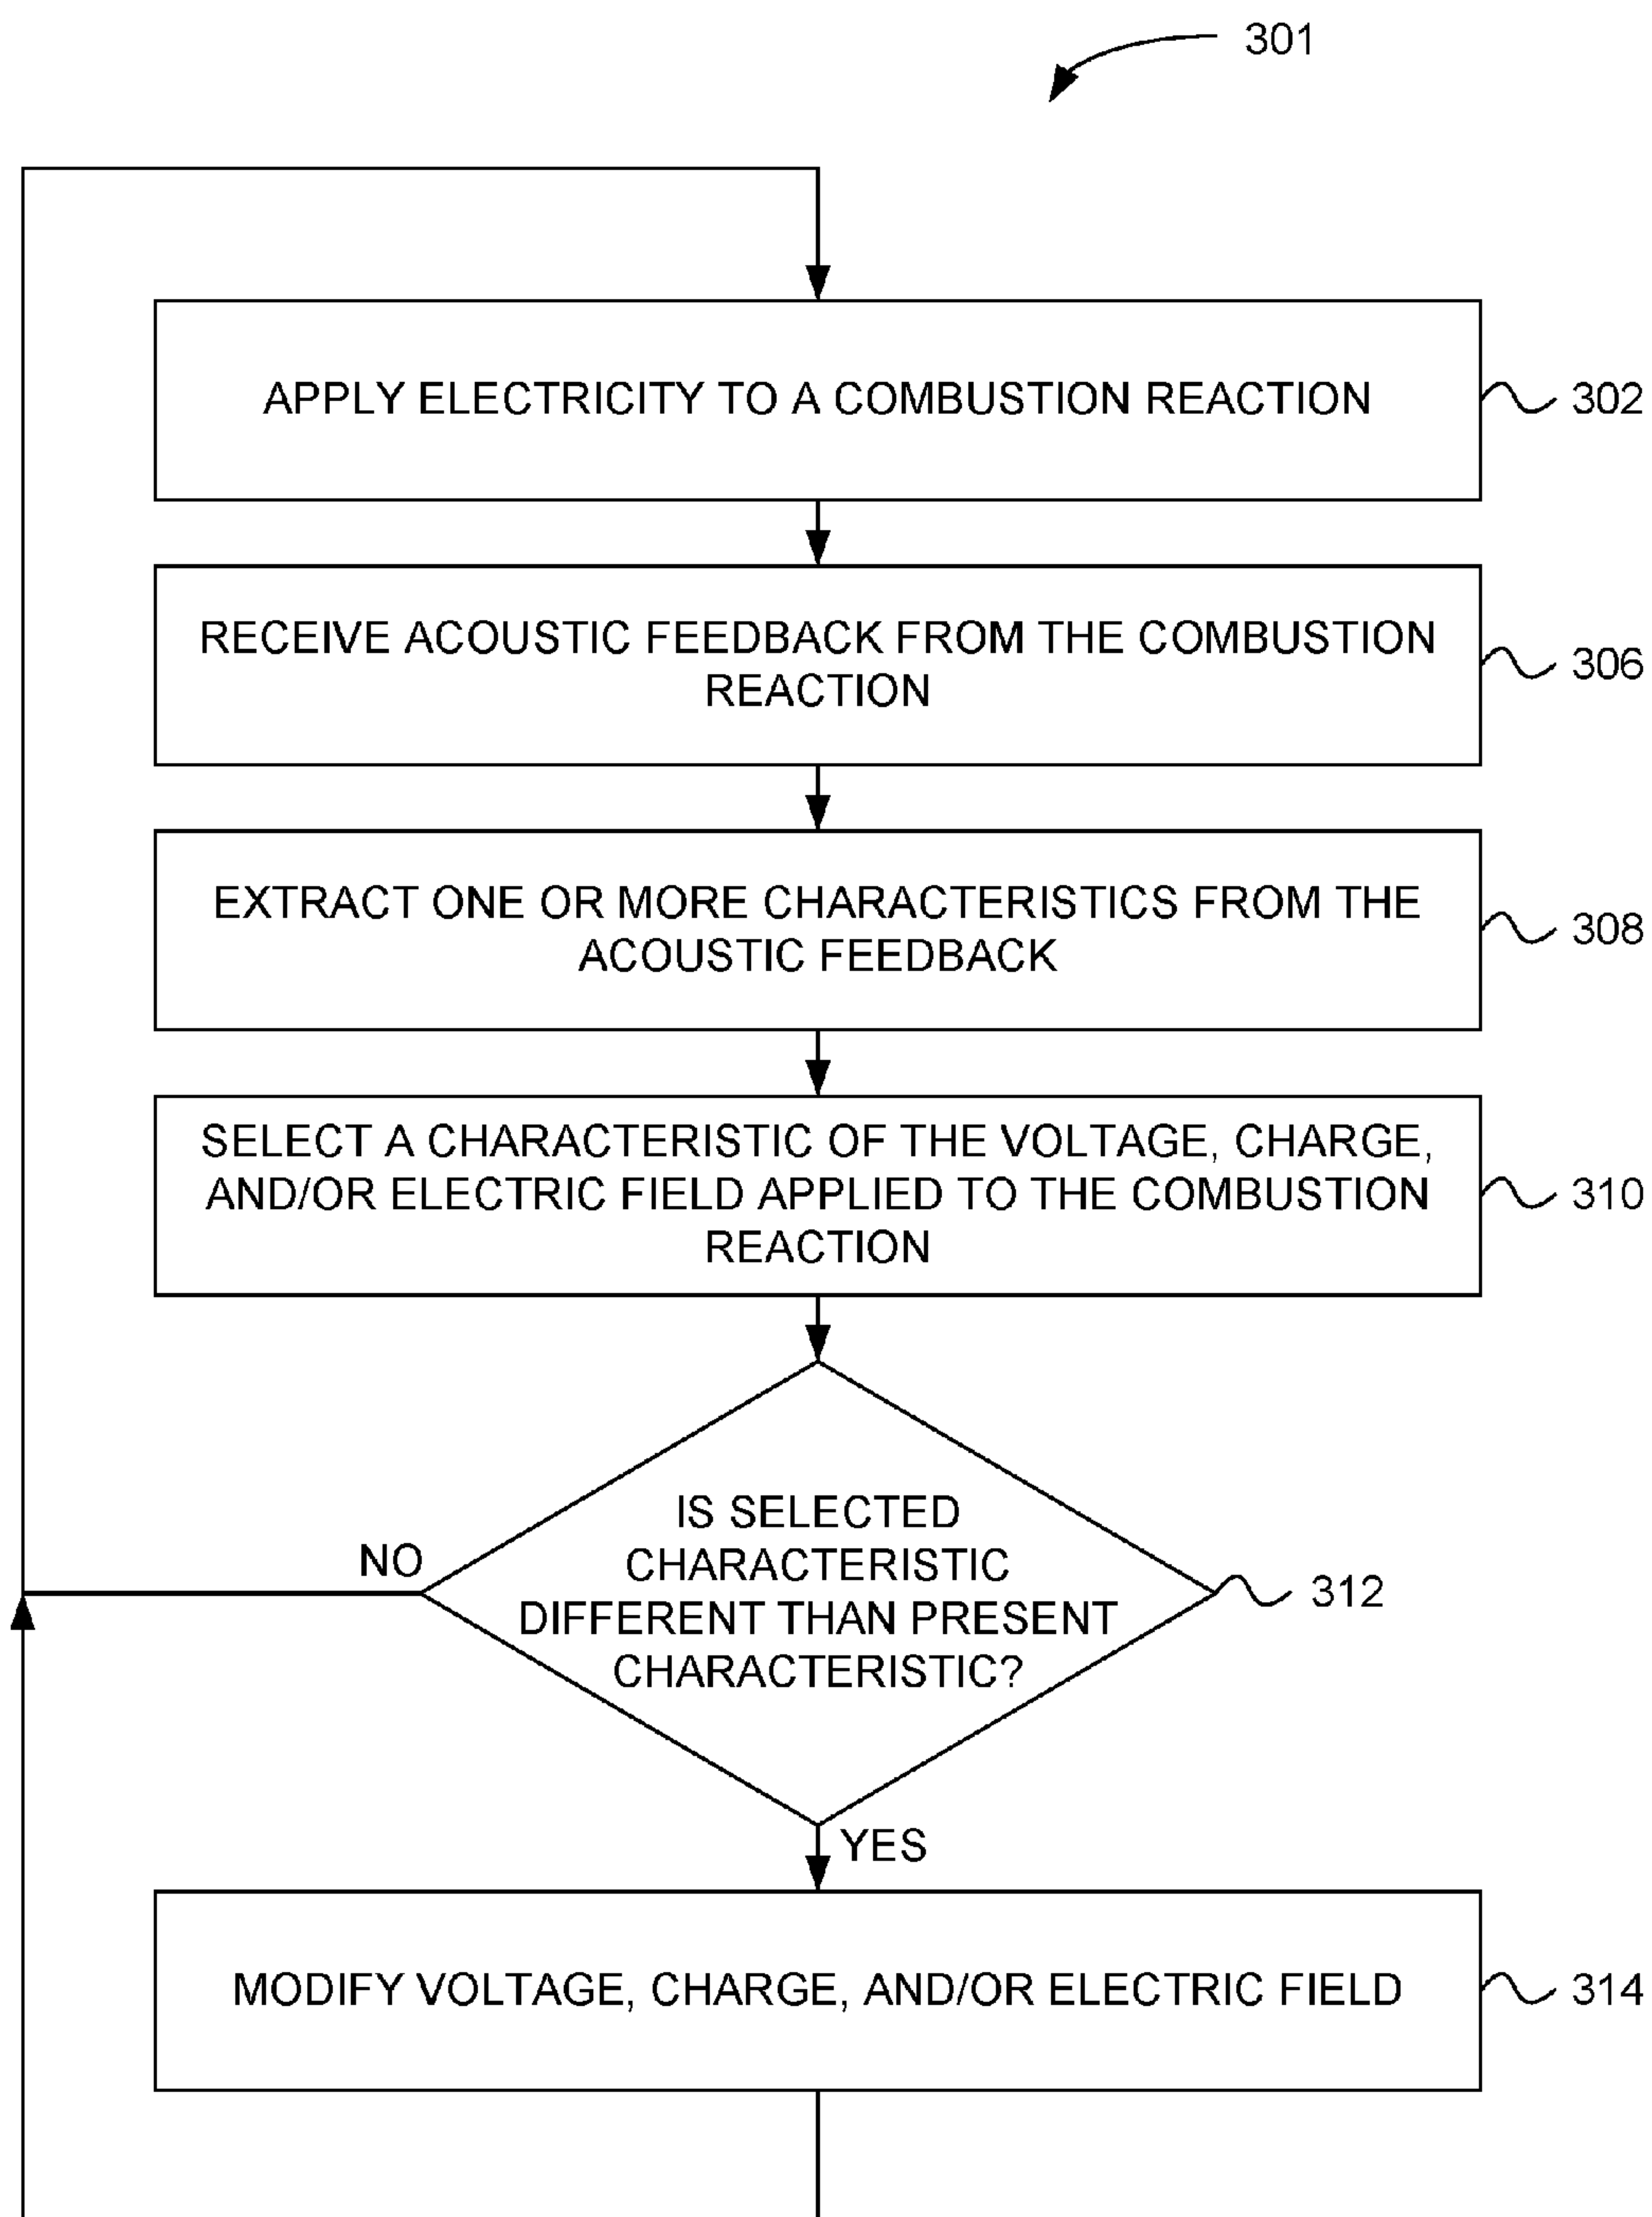 301
APPLY ELECTRICITY TO A COMBUSTION REACTION
302
RECEIVE ACOUSTIC FEEDBACK FROM THE COMBUSTION
REACTION
306
EXTRACT ONE OR MORE CHARACTERISTICS FROM THE
ACOUSTIC FEEDBACK
308
SELECT A CHARACTERISTIC OF THE VOLTAGE, CHARGE,
AND/OR ELECTRIC FIELD APPLIED TO THE COMBUSTION
REACTION
310
IS SELECTED
CHARACTERISTIC
DIFFERENT THAN PRESENT
CHARACTERISTIC?
312
NO
YES
MODIFY VOLTAGE, CHARGE, AND/OR ELECTRIC FIELD
314